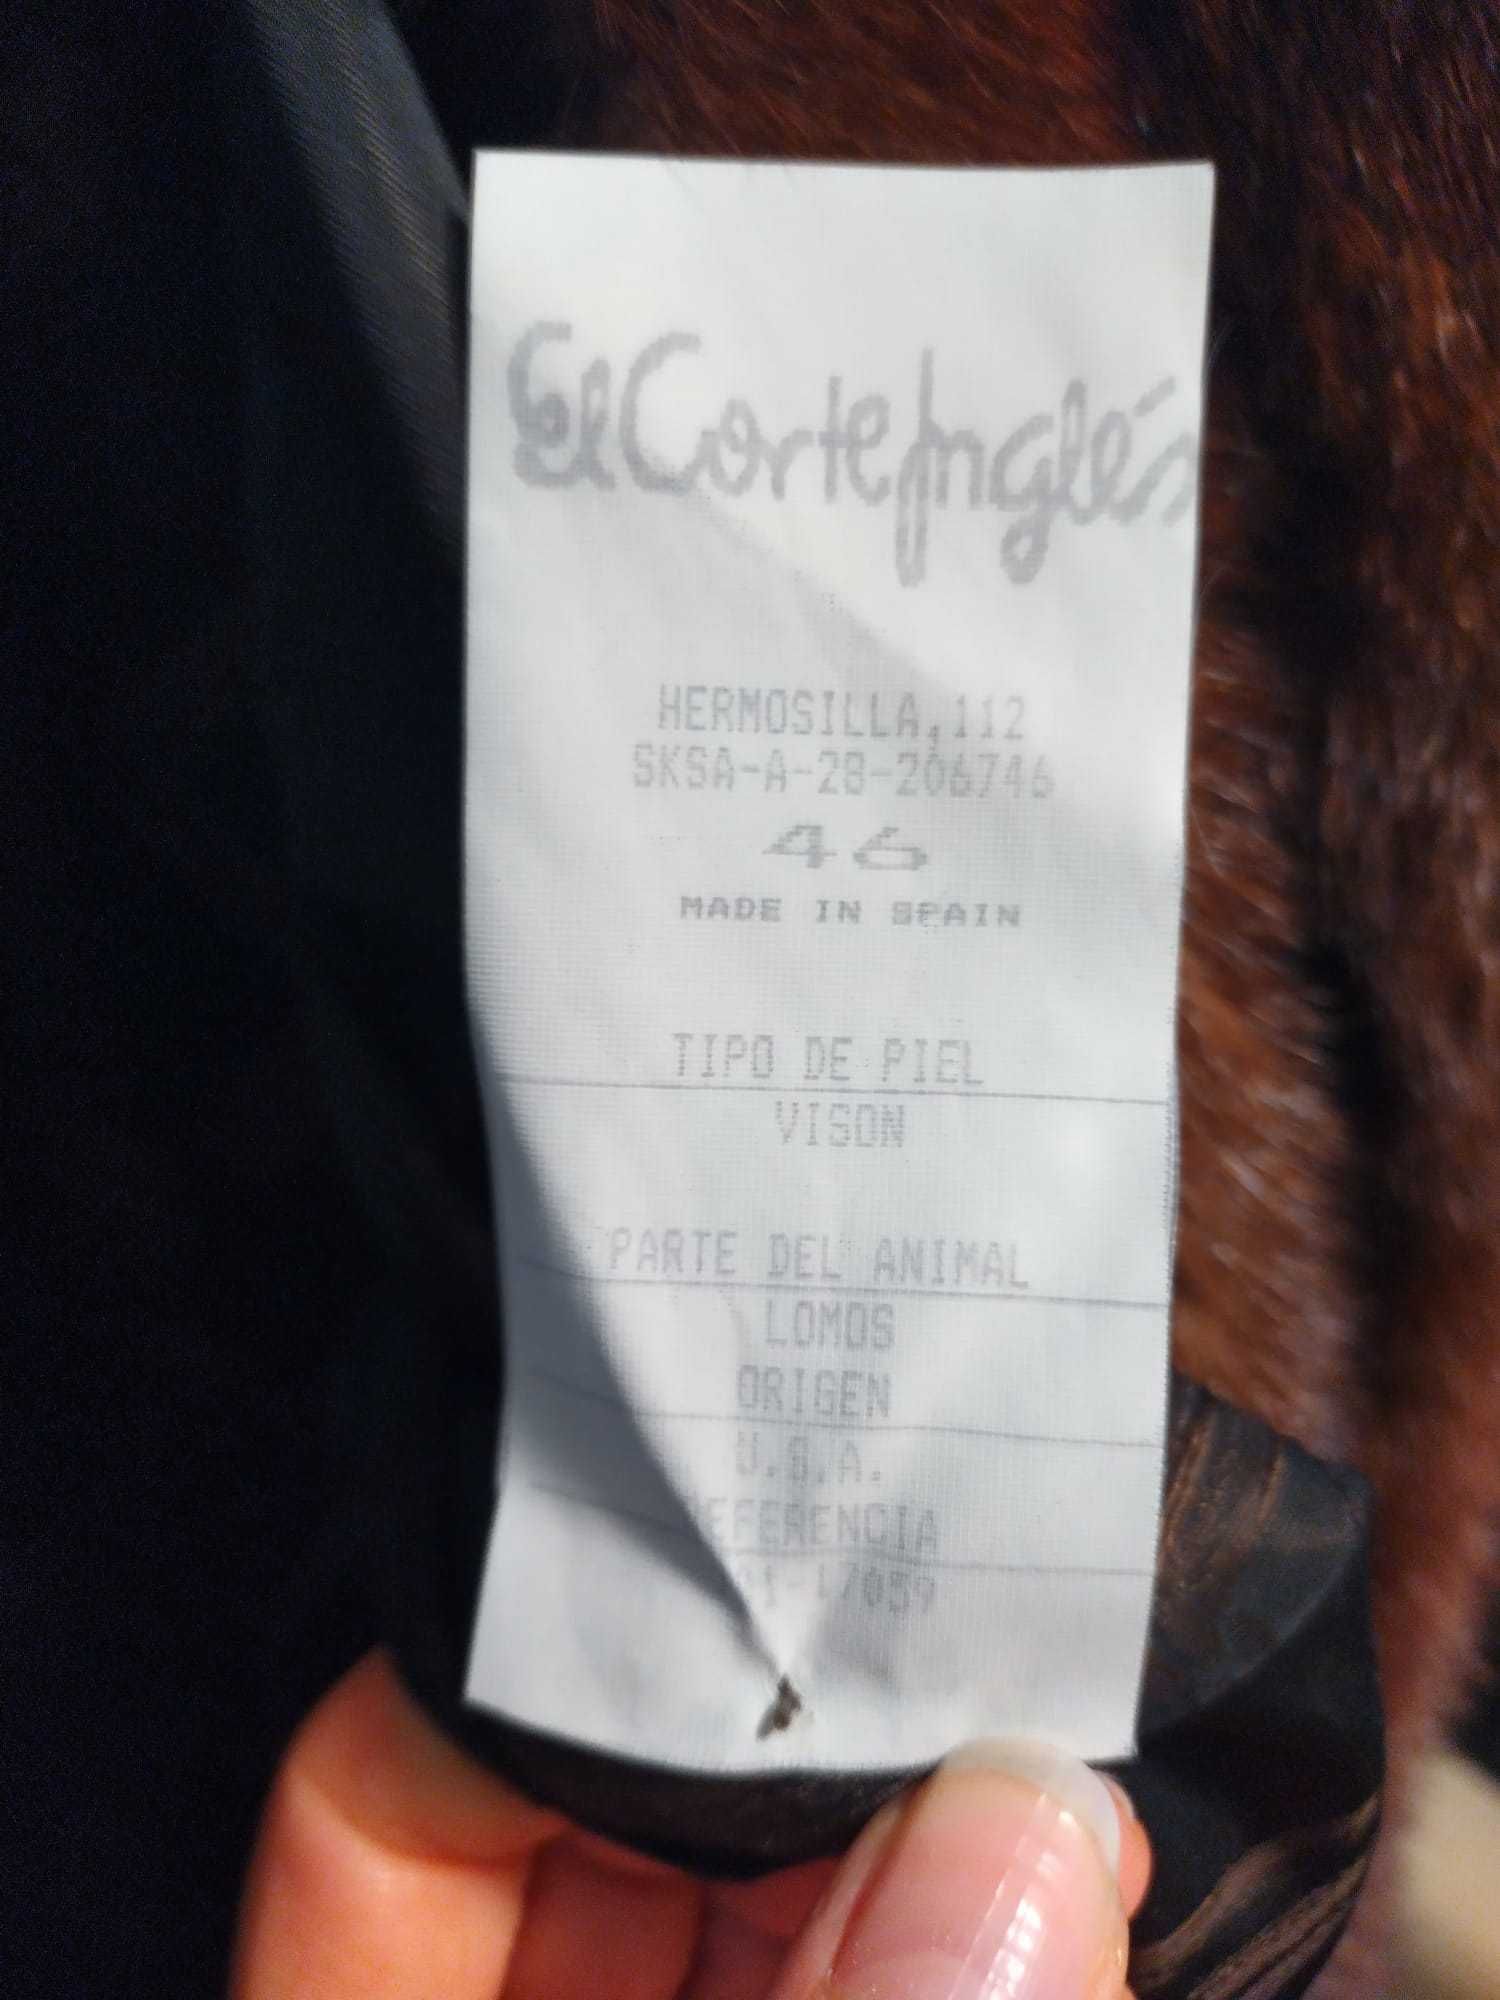 El Corte Inglés
HERMOSILLA,112
SKSA-A-28-206746
46
MADE IN SPAIN
TIPO DE PIEL
VISON
PARTE DEL ANIMAL
LOMOS
ORIGEN
U.S.A.
EFERENCIA